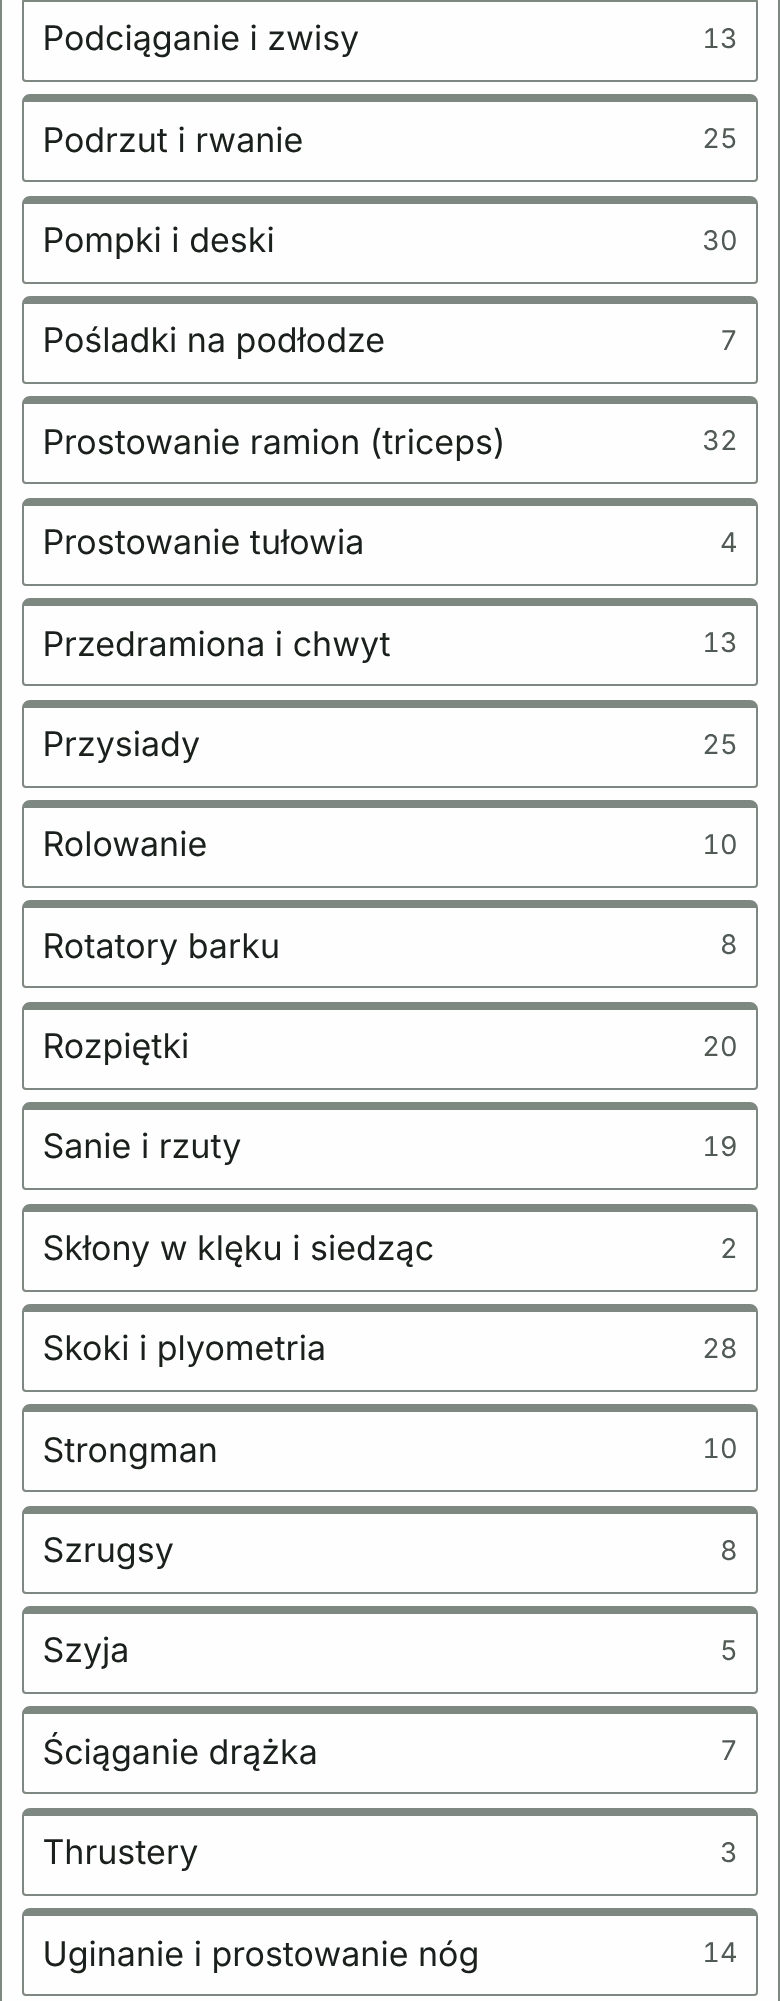 Podciąganie i zwisy 13
Podrzut i rwanie 25
Pompki i deski 30
Pośladki na podłodze 7
Prostowanie ramion (triceps) 32
Prostowanie tułowia 4
Przedramiona i chwyt 13
Przysiady 25
Rolowanie 10
Rotatory barku 8
Rozpiętki 20
Sanie i rzuty 19
Skłony w klęku i siedząc 2
Skoki i plyometria 28
Strongman 10
Szrugsy 8
Szyja 5
Ściąganie drążka 7
Thrustery 3
Uginanie i prostowanie nóg 14